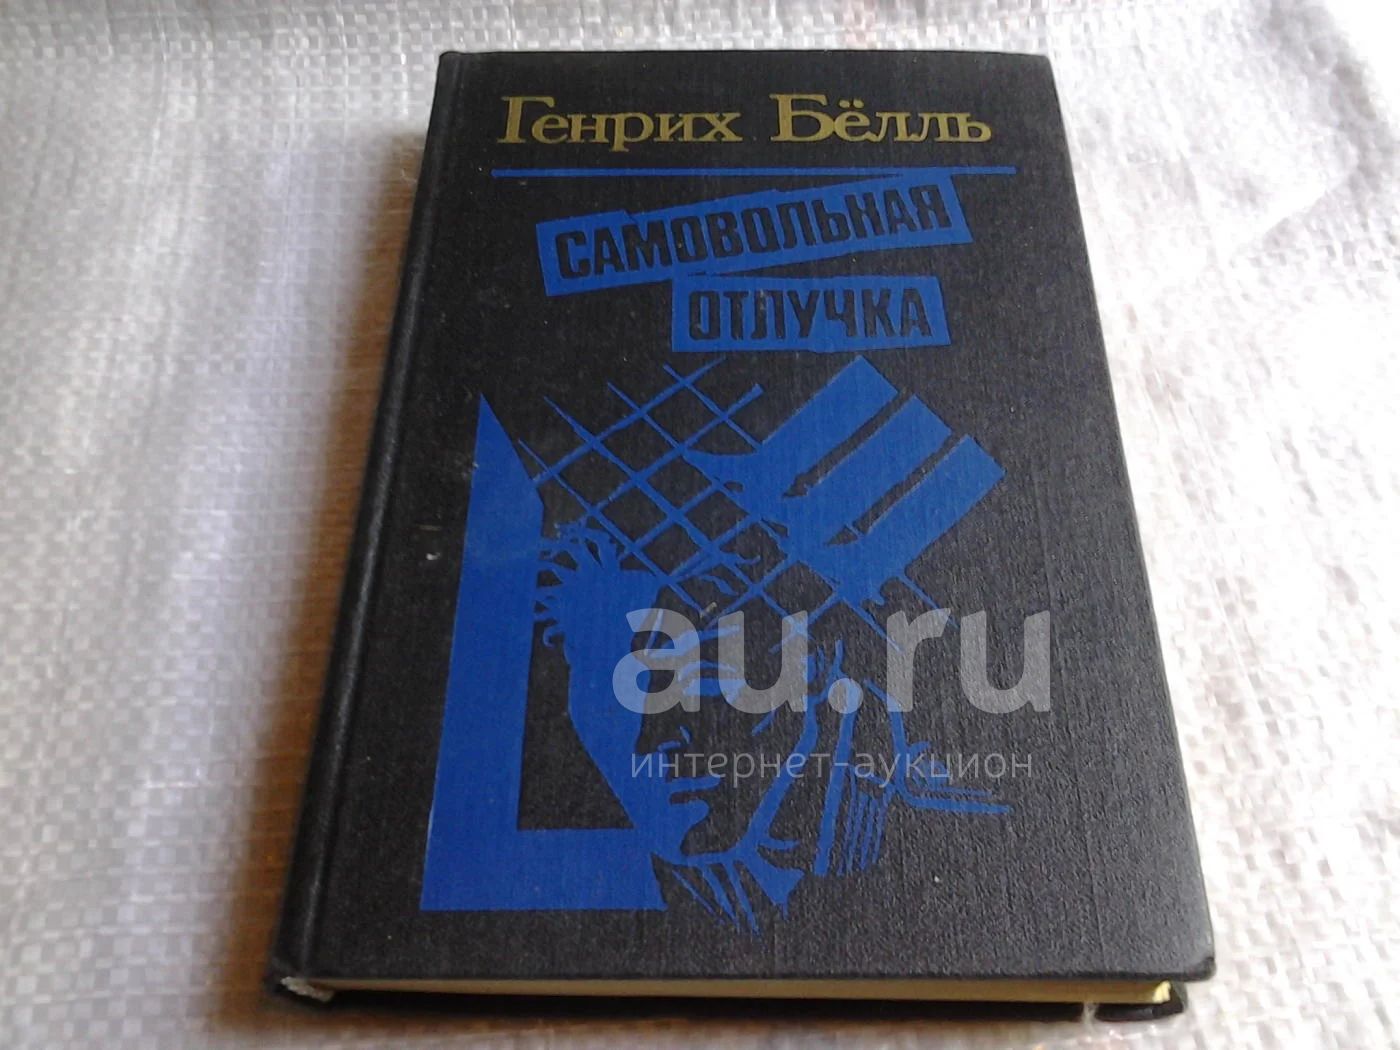 Генрих Бёлль
САМОВОЛЬНАЯ
ОТЛУЧКА
au.ru
интернет-аукцион